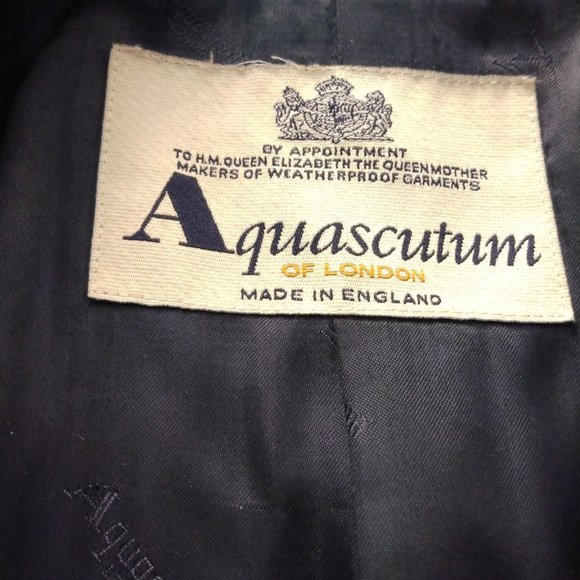 BY APPOINTMENT
TO H.M. QUEEN ELIZABETH THE QUEEN MOTHER
MAKERS OF WEATHERPROOF GARMENTS
Aquascutum
OF LONDON
MADE IN ENGLAND